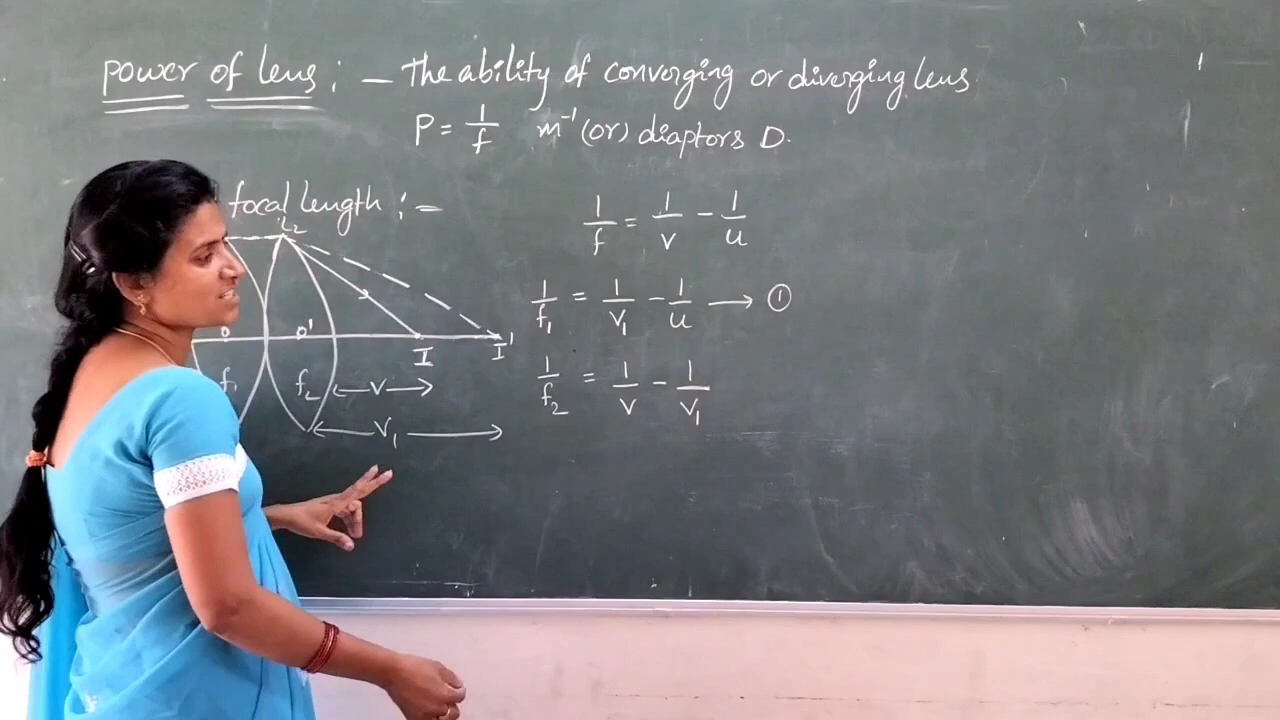 power of lens : – The ability of converging or diverging lens
P = 1/f m⁻¹ (or) diaptors D.
focal length : –
1/f = 1/v – 1/u
L₂
1/f₁ = 1/v₁ – 1/u → ①
O O' I I'
1/f₂ = 1/v – 1/v₁
f₁ f₂ ← v →
← v₁ →